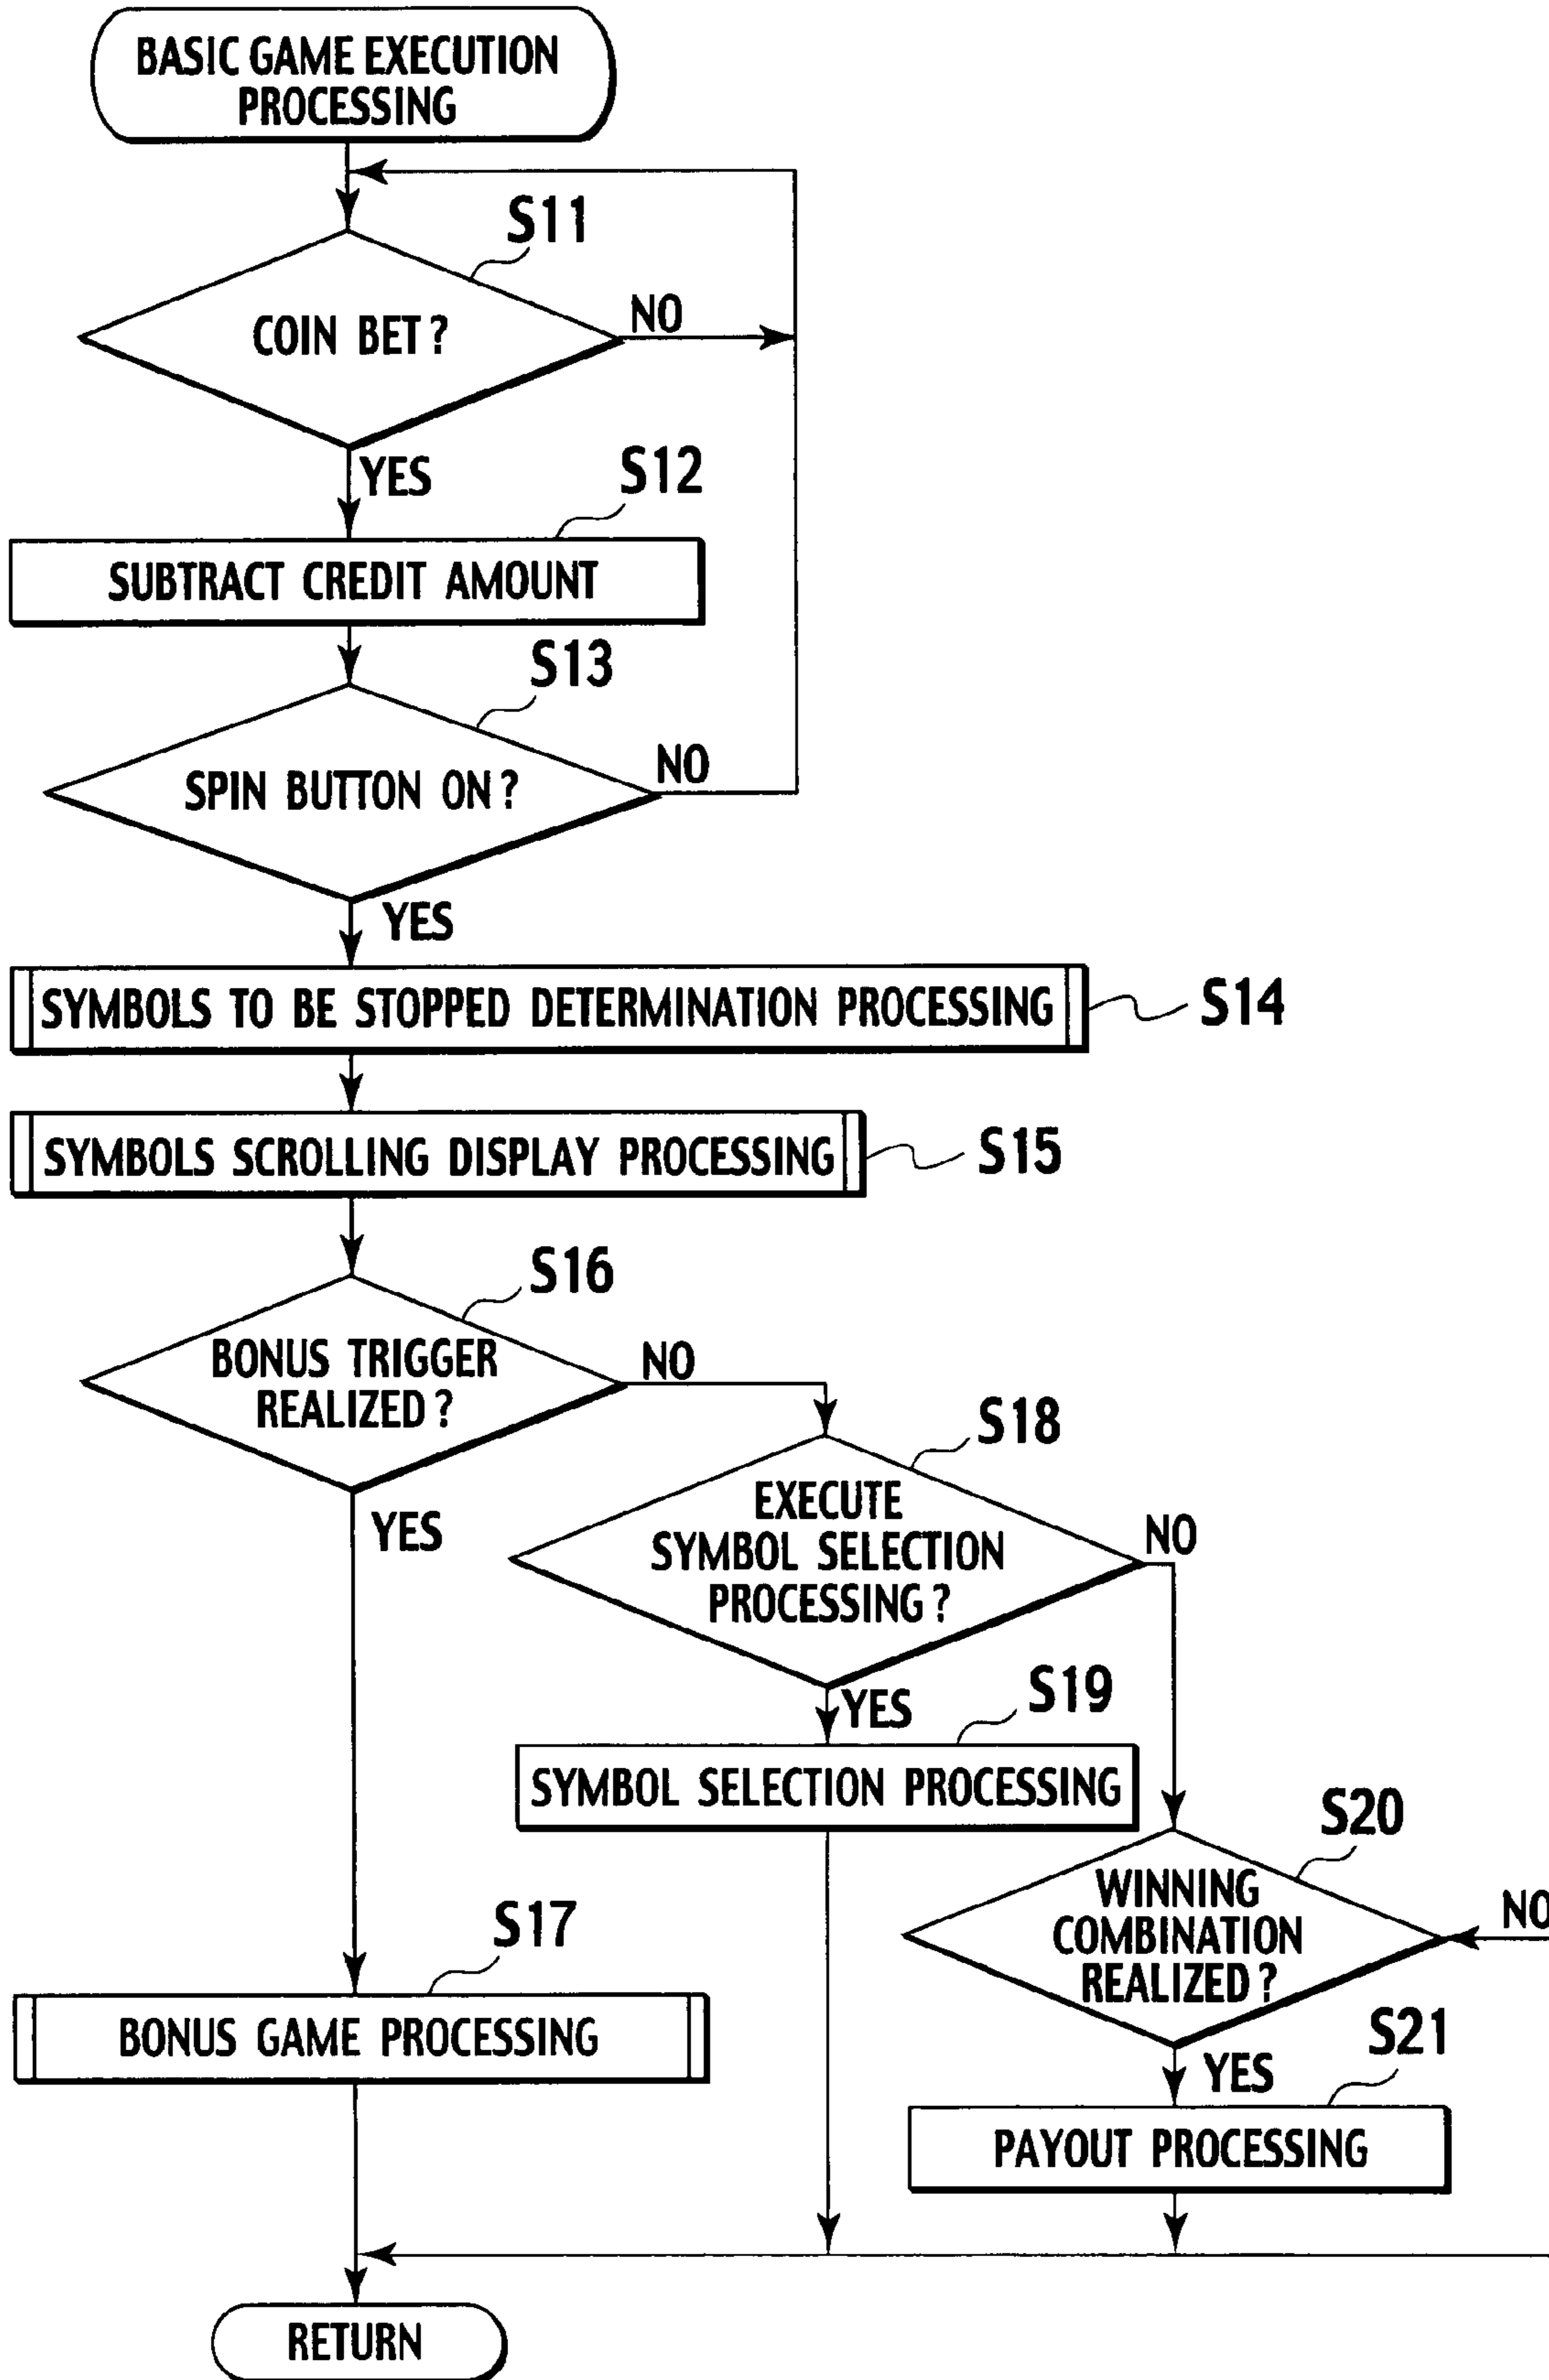 BASIC GAME EXECUTION
PROCESSING
S11
COIN BET?
NO
YES
S12
SUBTRACT CREDIT AMOUNT
S13
SPIN BUTTON ON?
NO
YES
SYMBOLS TO BE STOPPED DETERMINATION PROCESSING
S14
SYMBOLS SCROLLING DISPLAY PROCESSING
S15
S16
BONUS TRIGGER
REALIZED?
NO
YES
S18
EXECUTE
SYMBOL SELECTION
PROCESSING?
NO
YES
S19
SYMBOL SELECTION PROCESSING
S20
WINNING
COMBINATION
REALIZED?
NO
S17
BONUS GAME PROCESSING
YES
S21
PAYOUT PROCESSING
RETURN